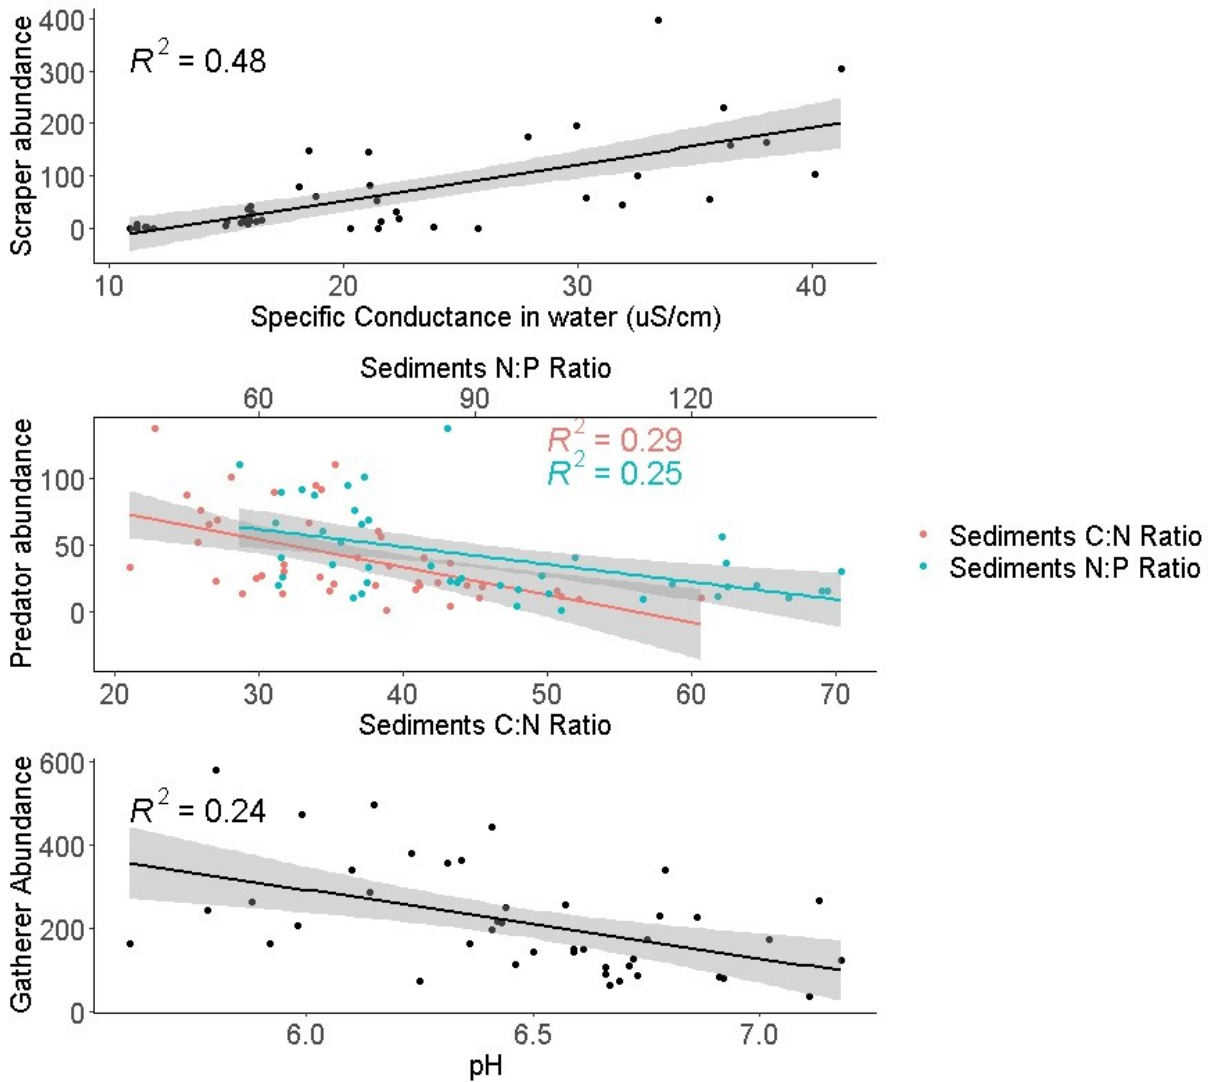 Scraper abundance
400
300
200
100
0
R2 = 0.48
10 20 30 40
Specific Conductance in water (uS/cm)
Sediments N:P Ratio
60 90 120
Predator abundance
100
50
0
R2 = 0.29
R2 = 0.25
Sediments C:N Ratio
Sediments N:P Ratio
20 30 40 50 60 70
Sediments C:N Ratio
Gatherer Abundance
600
400
200
0
R2 = 0.24
6.0 6.5 7.0
pH